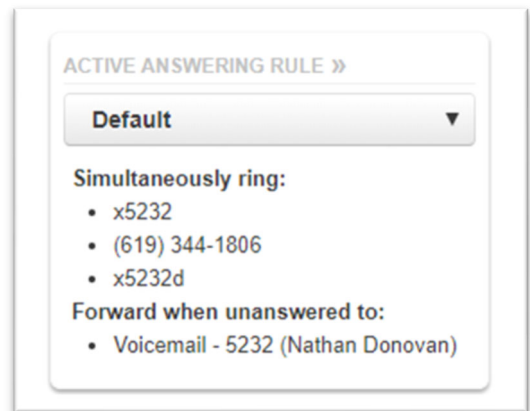 ACTIVE ANSWERING RULE »
Default ▼
Simultaneously ring:
• x5232
• (619) 344-1806
• x5232d
Forward when unanswered to:
• Voicemail - 5232 (Nathan Donovan)